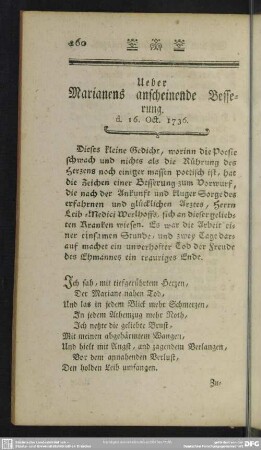 160
Ueber
Marianens anscheinende Besse-
rung.
d. 16. Oct. 1736.
Dieses kleine Gedicht, worinn die Poesie
schwach und nichts als die Rührung des
Herzens noch einiger massen poetisch ist, hat
die Zeichen einer Besserung zum Vorwurf,
die nach der Ankunft und kluger Sorge des
erfahrnen und glücklichen Arztes, Herrn
Leib-Medici Werlhoffs, sich an dieser gelieb-
ten Kranken wiesen. Es war die Arbeit ei-
ner einsamen Stunde, und zwey Tage dar-
auf machet ein unverhofter Tod der Freude
des Ehmannes ein trauriges Ende.
Ich sah, mit tiefgerührtem Herzen,
Der Mariane nahen Tod,
Und las in jedem Blick mehr Schmerzen,
In jedem Athemzug mehr Noth,
Ich netzte die geliebte Brust,
Mit meinen abgehärmten Wangen,
Und hielt mit Angst, und zagendem Verlangen,
Vor dem annahenden Verlust,
Den holden Leib umfangen.
Zu-